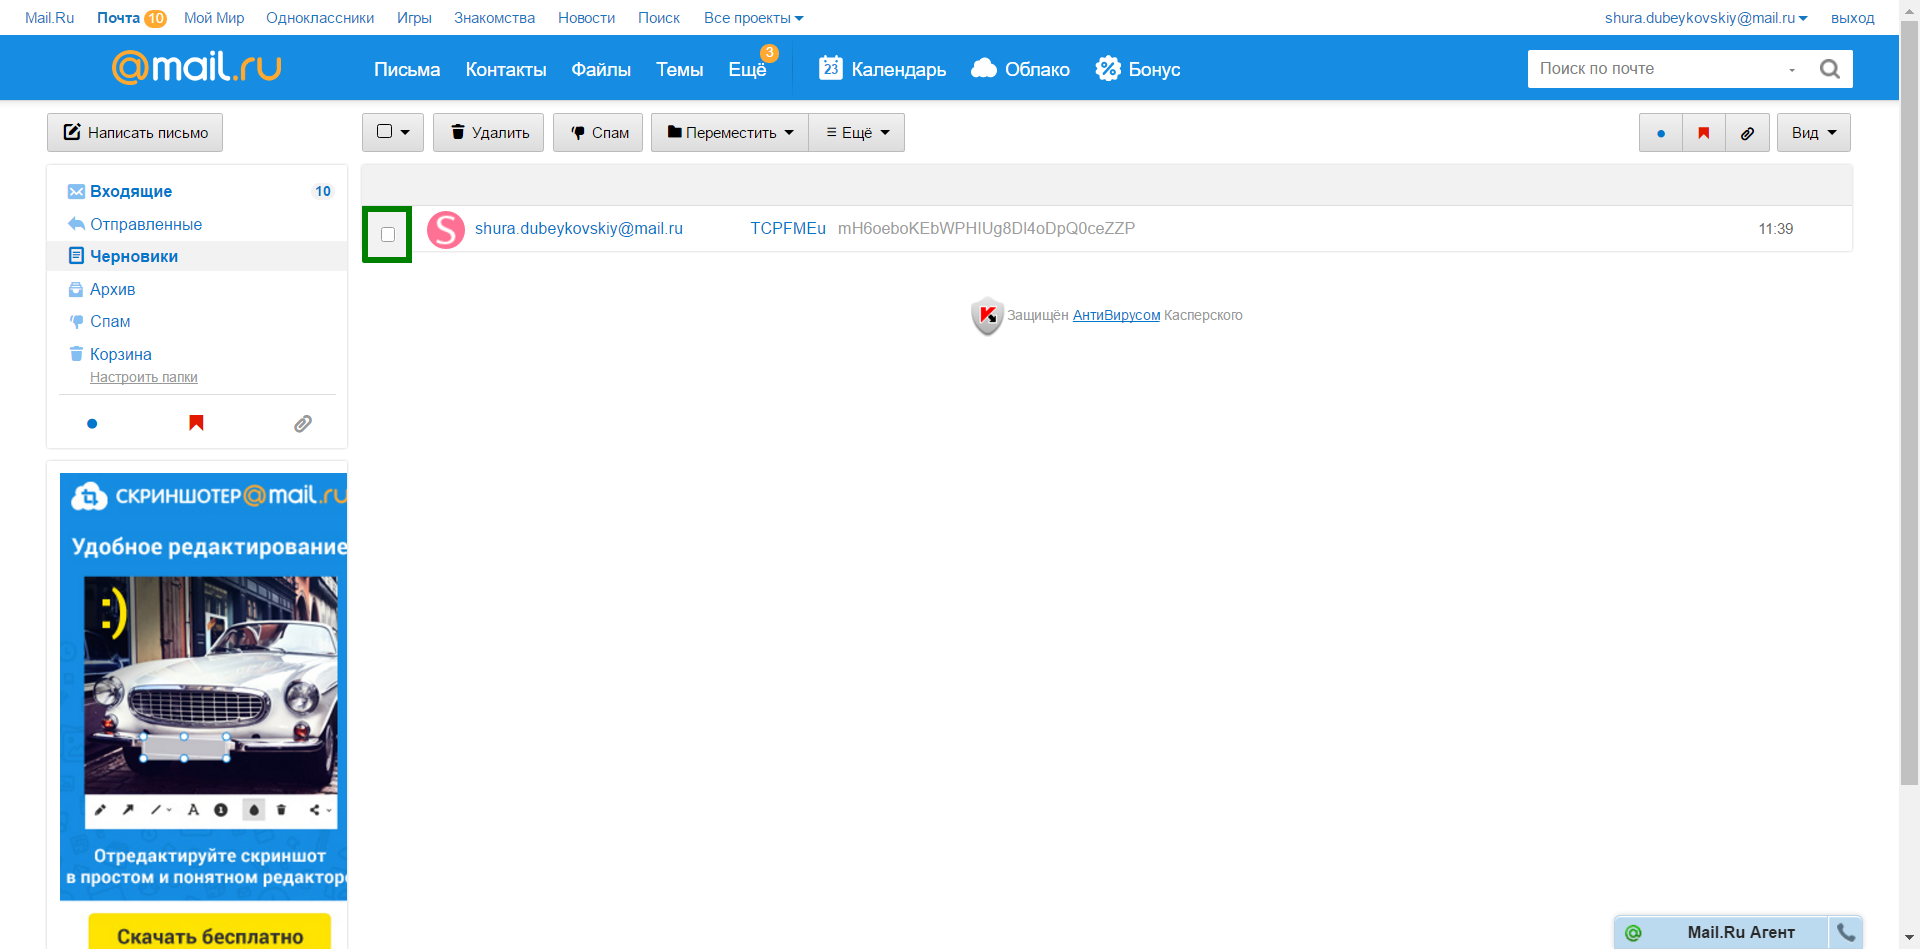 Mail.Ru Почта 10 Мой Мир Одноклассники Игры Знакомства Новости Поиск Все проекты shura.dubeykovskiy@mail.ru выход
@mail.ru Письма Контакты Файлы Темы Ещё 3 23 Календарь Облако Бонус Поиск по почте
Написать письмо Удалить Спам Переместить Ещё Вид
Входящие 10
Отправленные
Черновики
Архив
Спам
Корзина
Настроить папки
S shura.dubeykovskiy@mail.ru TCPFMEu mH6oeboKEbWPHIUg8DI4oDpQ0ceZZP 11:39
Защищён АнтиВирусом Касперского
СКРИНШОТЕР@mail.ru
Удобное редактирование
:)
A 1
Отредактируйте скриншот
в простом и понятном редакторе
Скачать бесплатно
@ Mail.Ru Агент